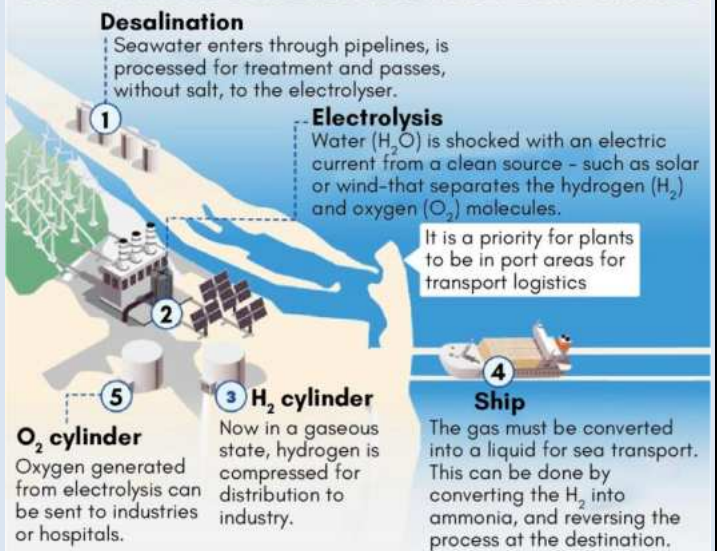 Desalination
Seawater enters through pipelines, is
processed for treatment and passes,
without salt, to the electrolyser.
1
Electrolysis
Water (H₂O) is shocked with an electric
current from a clean source - such as solar
or wind-that separates the hydrogen (H₂)
and oxygen (O₂) molecules.
It is a priority for plants
to be in port areas for
transport logistics
2
3 H₂ cylinder
Now in a gaseous
state, hydrogen is
compressed for
distribution to
industry.
4
Ship
The gas must be converted
into a liquid for sea transport.
This can be done by
converting the H₂ into
ammonia, and reversing the
process at the destination.
5
O₂ cylinder
Oxygen generated
from electrolysis can
be sent to industries
or hospitals.